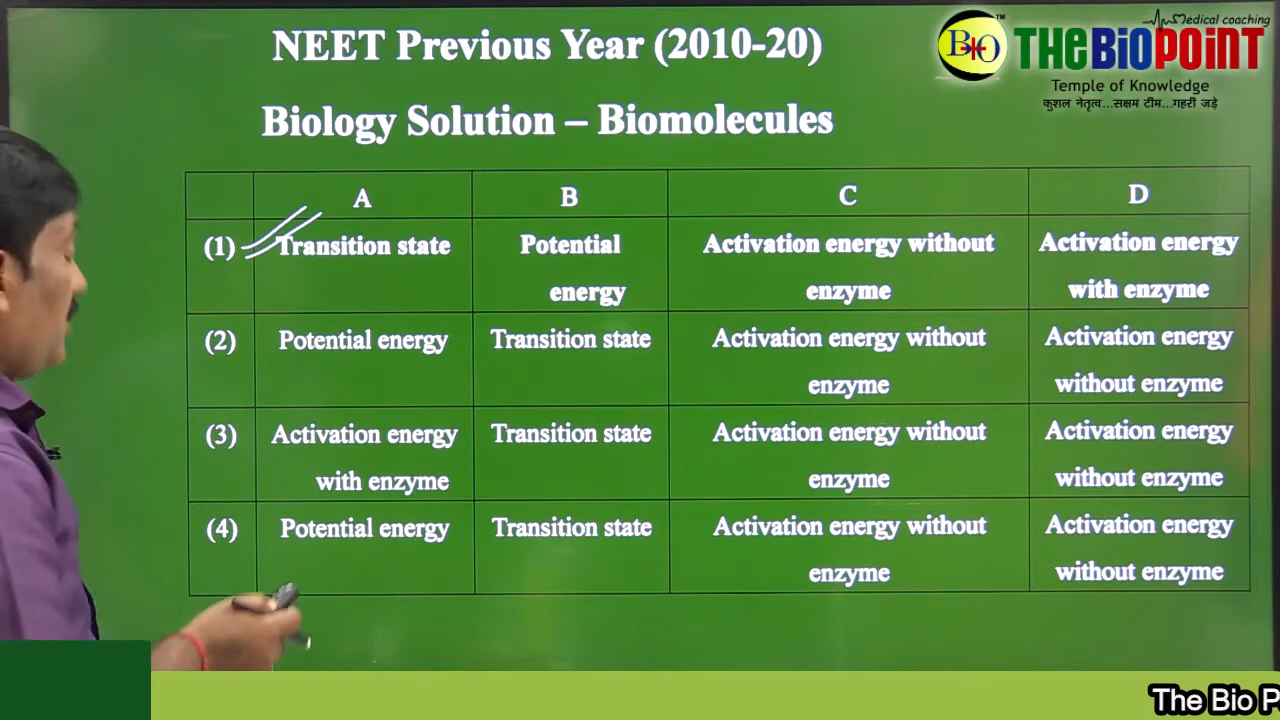 NEET Previous Year (2010-20)
Biology Solution – Biomolecules
BIO
TM
Medical coaching
THEBIOPOINT
Temple of Knowledge
कुशल नेतृत्व...सक्षम टीम...गहरी जड़े
A B C D
(1) Transition state Potential Activation energy without Activation energy
energy enzyme with enzyme
(2) Potential energy Transition state Activation energy without Activation energy
enzyme without enzyme
(3) Activation energy Transition state Activation energy without Activation energy
with enzyme enzyme without enzyme
(4) Potential energy Transition state Activation energy without Activation energy
enzyme without enzyme
The Bio P